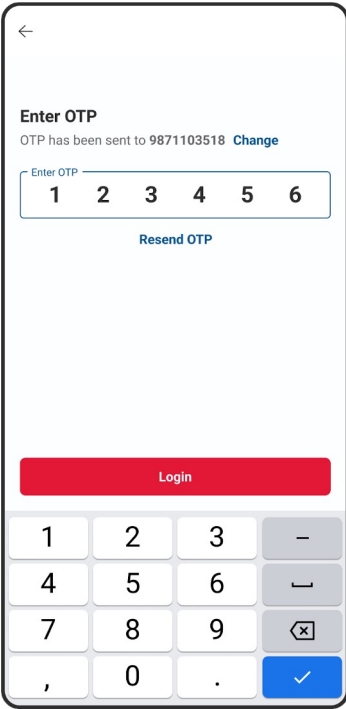 Enter OTP
OTP has been sent to 9871103518 Change
Enter OTP
1 2 3 4 5 6
Resend OTP
Login
1 2 3 –
4 5 6
7 8 9
, 0 .